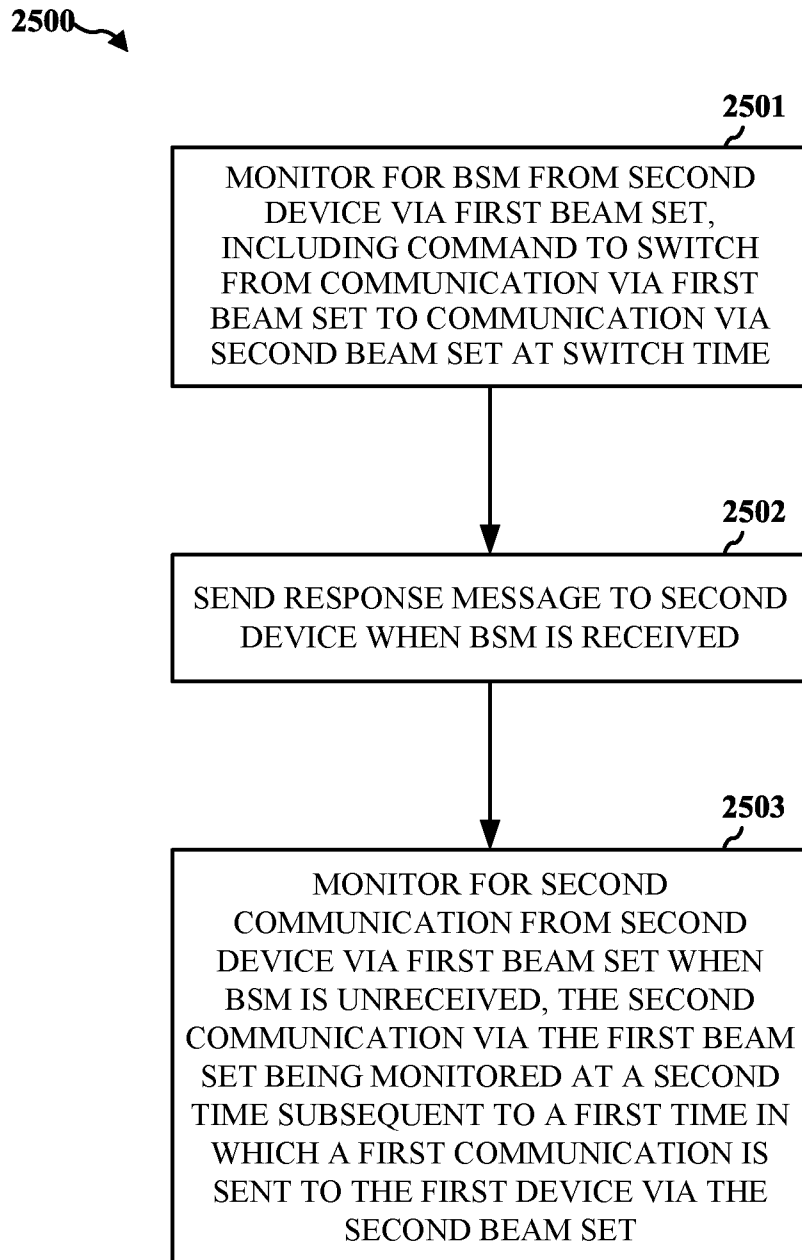 2500
2501
MONITOR FOR BSM FROM SECOND
DEVICE VIA FIRST BEAM SET,
INCLUDING COMMAND TO SWITCH
FROM COMMUNICATION VIA FIRST
BEAM SET TO COMMUNICATION VIA
SECOND BEAM SET AT SWITCH TIME
2502
SEND RESPONSE MESSAGE TO SECOND
DEVICE WHEN BSM IS RECEIVED
2503
MONITOR FOR SECOND
COMMUNICATION FROM SECOND
DEVICE VIA FIRST BEAM SET WHEN
BSM IS UNRECEIVED, THE SECOND
COMMUNICATION VIA THE FIRST BEAM
SET BEING MONITORED AT A SECOND
TIME SUBSEQUENT TO A FIRST TIME IN
WHICH A FIRST COMMUNICATION IS
SENT TO THE FIRST DEVICE VIA THE
SECOND BEAM SET